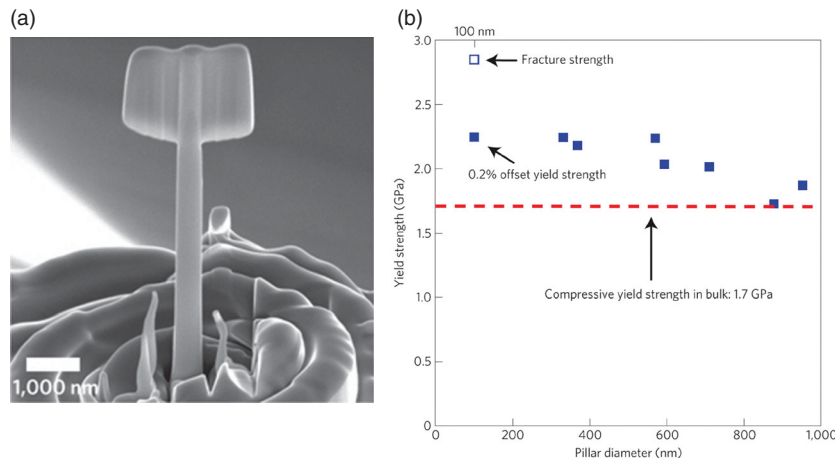 (a)
1,000 nm
(b)
100 nm
3.0
2.5
2.0
1.5
1.0
0.5
0
Yield strength (GPa)
Fracture strength
0.2% offset yield strength
Compressive yield strength in bulk: 1.7 GPa
0
200
400
600
800
1,000
Pillar diameter (nm)